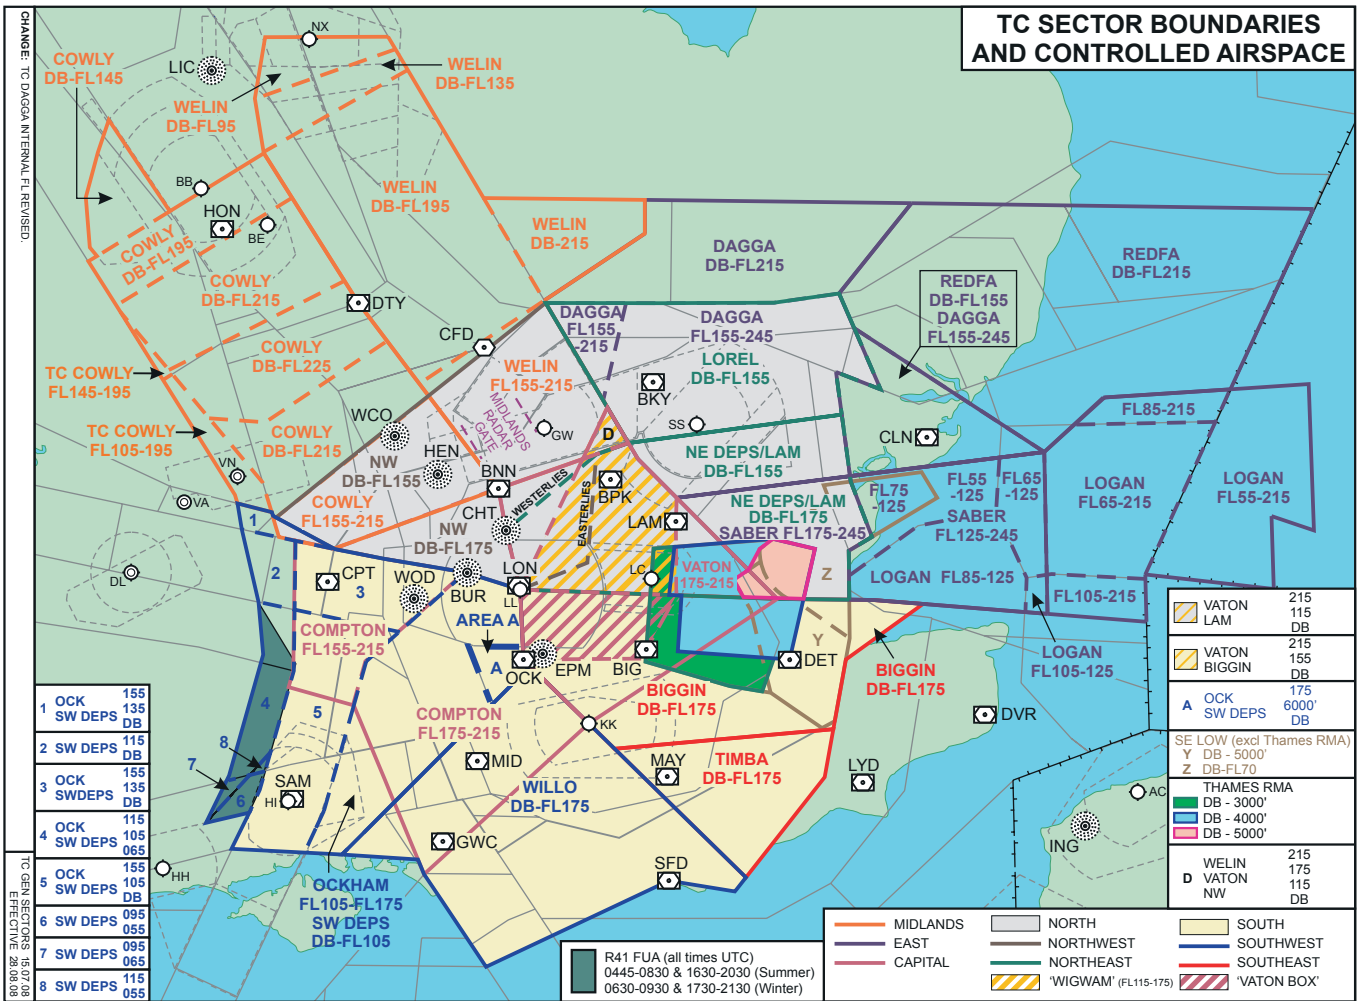 TC SECTOR BOUNDARIES
AND CONTROLLED AIRSPACE
CHANGE: TC DAGGA INTERNAL FL REVISED.
NX
COWLY
DB-FL145
LIC
WELIN
DB-FL135
WELIN
DB-FL95
BB
HON
BE
WELIN
DB-FL195
COWLY
DB-FL195
WELIN
DB-215
DAGGA
DB-FL215
REDFA
DB-FL215
COWLY
DB-FL215
DTY
REDFA
DB-FL155
DAGGA
FL155-245
DAGGA
FL155
-215
DAGGA
FL155-245
CFD
COWLY
DB-FL225
LOREL
DB-FL155
WELIN
FL155-215
TC COWLY
FL145-195
BKY
MIDLANDS
RADAR
GATE
WCO
GW
SS
D
CLN
FL85-215
TC COWLY
FL105-195
COWLY
DB-FL215
HEN
NW
DB-FL155
NE DEPS/LAM
DB-FL155
VN
BNN
BPK
VA
COWLY
FL155-215
CHT
WESTERLIES
EASTERLIES
LAM
NE DEPS/LAM
DB-FL175
SABER FL175-245
FL75
-125
FL55
-125
FL65
-125
SABER
FL125-245
LOGAN
FL65-215
LOGAN
FL55-215
1
NW
DB-FL175
2
DL
CPT
3
WOD
BUR
LON
LL
LC
VATON
175-215
Z
LOGAN FL85-125
FL105-215
COMPTON
FL155-215
AREA A
A
OCK
EPM
BIG
Y
DET
BIGGIN
DB-FL175
LOGAN
FL105-125
4
5
BIGGIN
DB-FL175
COMPTON
FL175-215
KK
DVR
8
7
6
SAM
HI
MID
MAY
TIMBA
DB-FL175
LYD
WILLO
DB-FL175
AC
ING
GWC
SFD
HH
OCKHAM
FL105-FL175
SW DEPS
DB-FL105
1 OCK 155
SW DEPS 135
DB
2 SW DEPS 115
DB
3 OCK 155
SWDEPS 135
DB
4 OCK 115
SW DEPS 105
065
5 OCK 155
SW DEPS 105
DB
6 SW DEPS 095
055
7 SW DEPS 095
065
8 SW DEPS 115
055
TC GEN SECTORS 15.07.08
EFFECTIVE 28.08.08
VATON 215
LAM 115
DB
VATON 215
BIGGIN 155
DB
A OCK 175
SW DEPS 6000'
DB
SE LOW (excl Thames RMA)
Y DB - 5000'
Z DB-FL70
THAMES RMA
DB - 3000'
DB - 4000'
DB - 5000'
D WELIN 215
VATON 175
NW 115
DB
R41 FUA (all times UTC)
0445-0830 & 1630-2030 (Summer)
0630-0930 & 1730-2130 (Winter)
MIDLANDS
EAST
CAPITAL
NORTH
NORTHWEST
NORTHEAST
'WIGWAM' (FL115-175)
SOUTH
SOUTHWEST
SOUTHEAST
'VATON BOX'